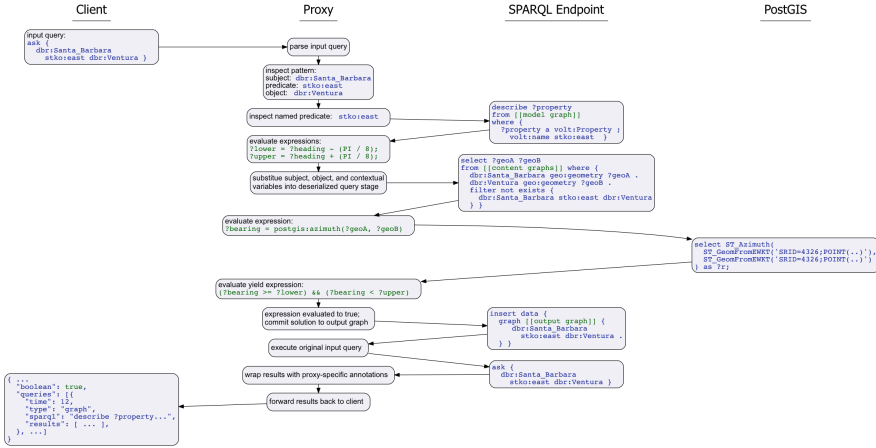 Client
Proxy
SPARQL Endpoint
PostGIS
input query:
ask {
dbr:Santa_Barbara
stko:east dbr:Ventura }
parse input query
inspect pattern:
subject: dbr:Santa_Barbara
predicate: stko:east
object: dbr:Ventura
inspect named predicate: stko:east
describe ?property
from [[model graph]]
where {
?property a volt:Property ;
volt:name stko:east }
evaluate expressions:
?lower = ?heading - (PI / 8);
?upper = ?heading + (PI / 8);
substitue subject, object, and contextual
variables into deserialized query stage
select ?geoA ?geoB
from [[content graphs]] where {
dbr:Santa_Barbara geo:geometry ?geoA .
dbr:Ventura geo:geometry ?geoB .
filter not exists {
dbr:Santa_Barbara stko:east dbr:Ventura
} }
evaluate expression:
?bearing = postgis:azimuth(?geoA, ?geoB)
select ST_Azimuth(
ST_GeomFromEWKT('SRID=4326;POINT(..)'),
ST_GeomFromEWKT('SRID=4326;POINT(..)')
) as ?r;
evaluate yield expression:
(?bearing >= ?lower) && (?bearing < ?upper)
expression evaluated to true;
commit solution to output graph
insert data {
graph [[output graph]] {
dbr:Santa_Barbara
stko:east dbr:Ventura .
} }
execute original input query
ask {
dbr:Santa_Barbara
stko:east dbr:Ventura }
wrap results with proxy-specific annotations
forward results back to client
{ ...
"boolean": true,
"queries": [{
"time": 12,
"type": "graph",
"sparql": "describe ?property...",
"results": [ ... ],
}, ...]
}